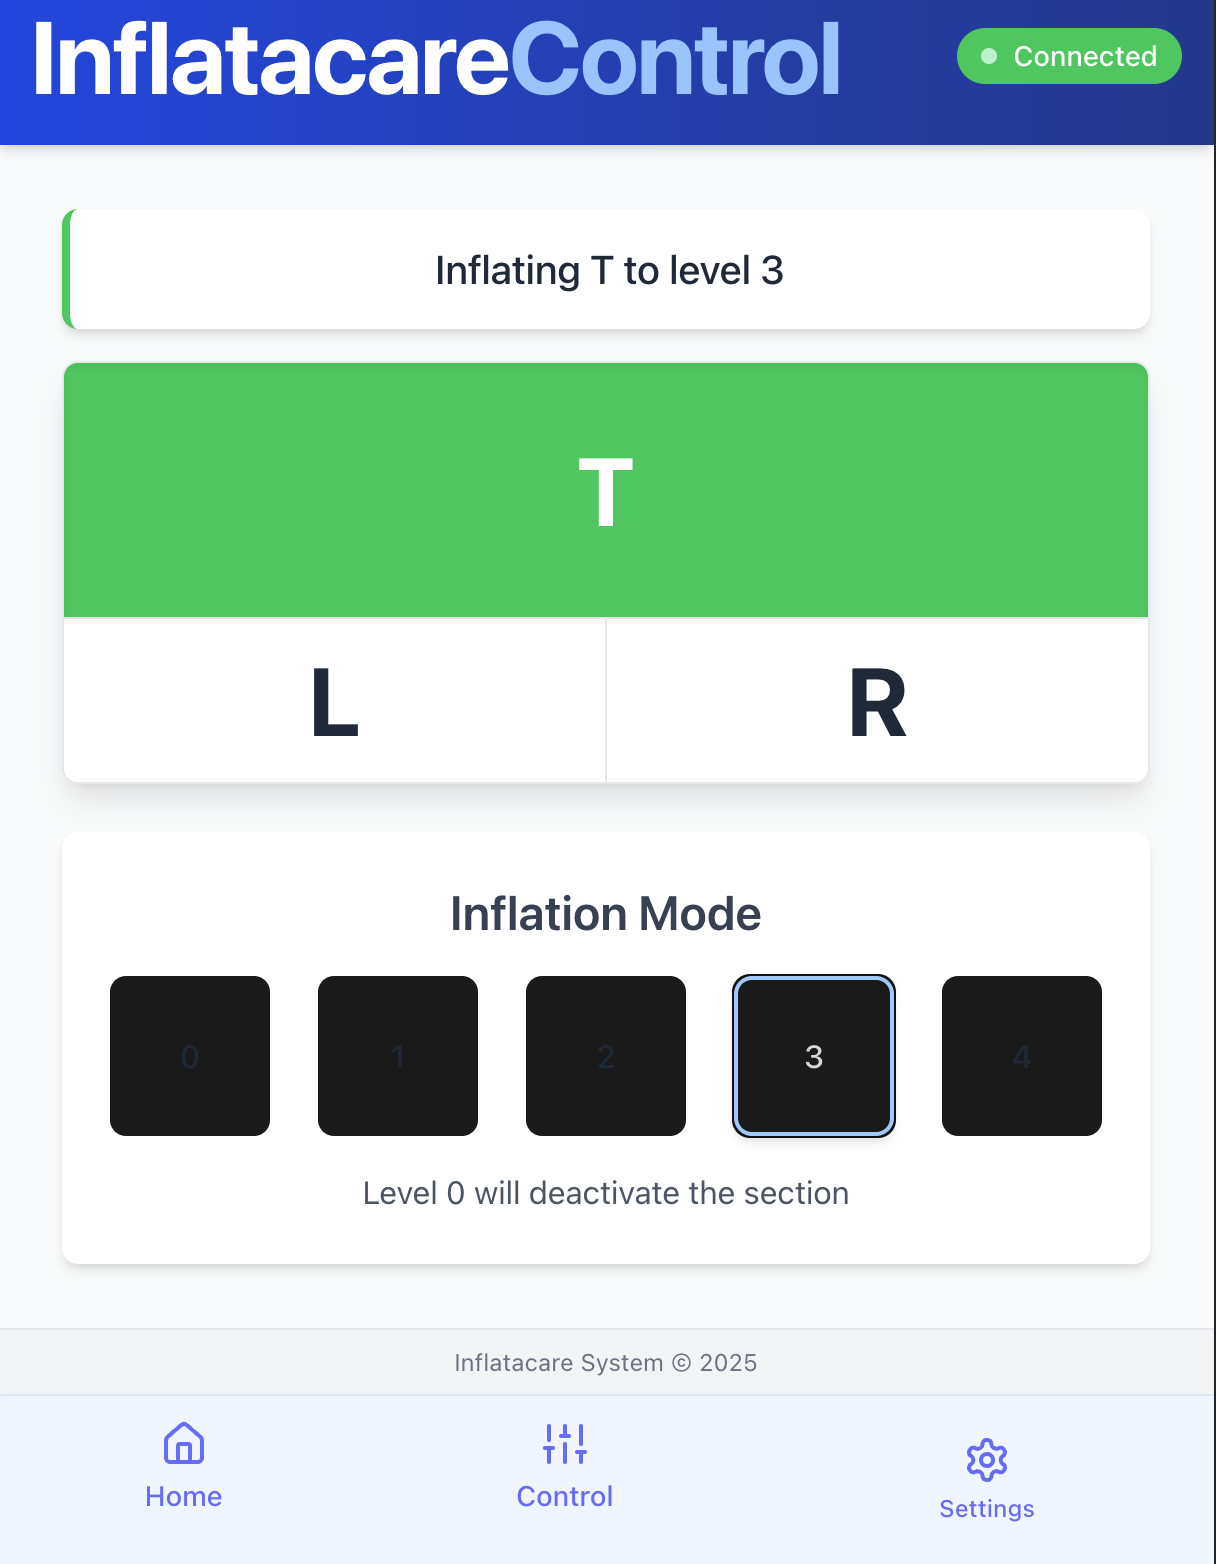 InflatacareControl
Connected
Inflating T to level 3
T
L R
Inflation Mode
0 1 2 3 4
Level 0 will deactivate the section
Inflatacare System © 2025
Home Control Settings